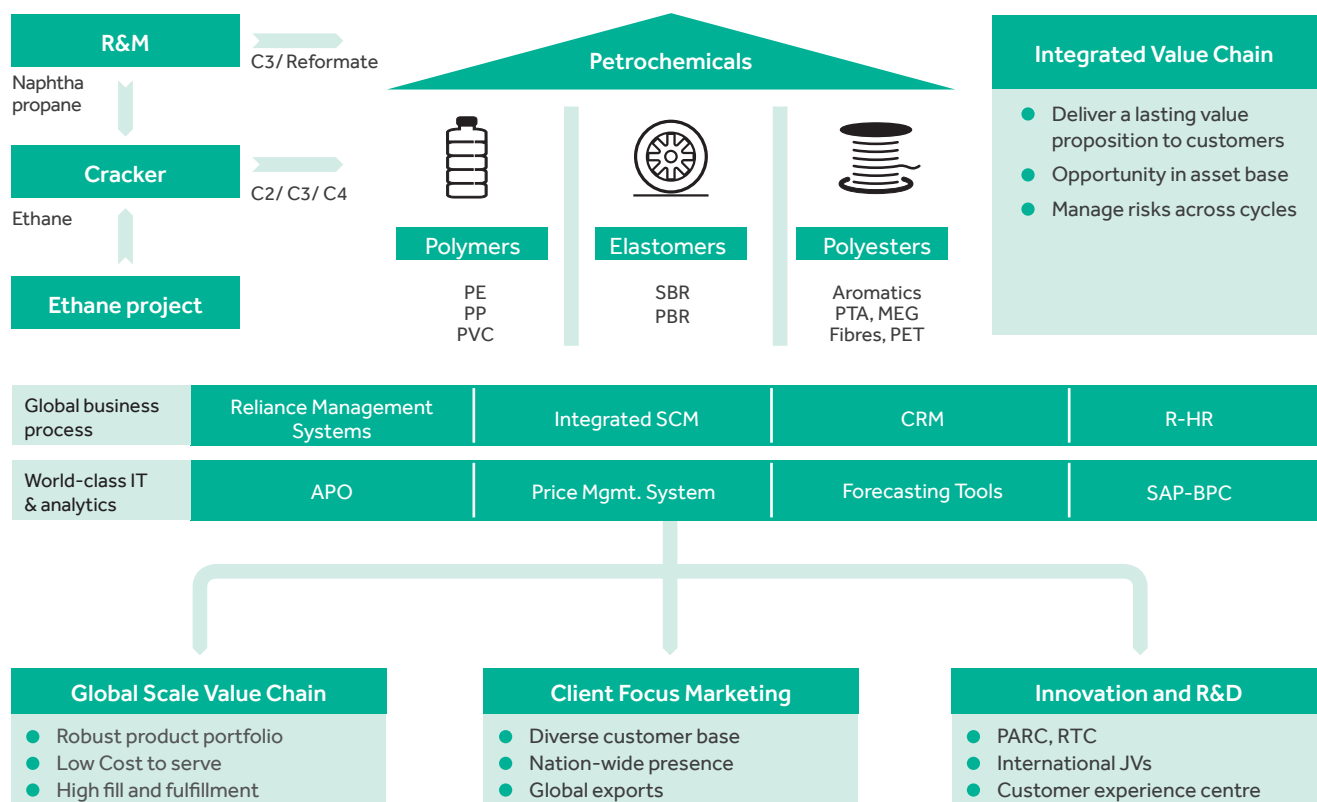 R&M
C3/ Reformate
Naphtha
propane
Cracker
C2/ C3/ C4
Ethane
Ethane project
Petrochemicals
Polymers
PE
PP
PVC
Elastomers
SBR
PBR
Polyesters
Aromatics
PTA, MEG
Fibres, PET
Integrated Value Chain
Deliver a lasting value
proposition to customers
Opportunity in asset base
Manage risks across cycles
Global business
process
Reliance Management
Systems
Integrated SCM
CRM
R-HR
World-class IT
& analytics
APO
Price Mgmt. System
Forecasting Tools
SAP-BPC
Global Scale Value Chain
Robust product portfolio
Low Cost to serve
High fill and fulfillment
Client Focus Marketing
Diverse customer base
Nation-wide presence
Global exports
Innovation and R&D
PARC, RTC
International JVs
Customer experience centre